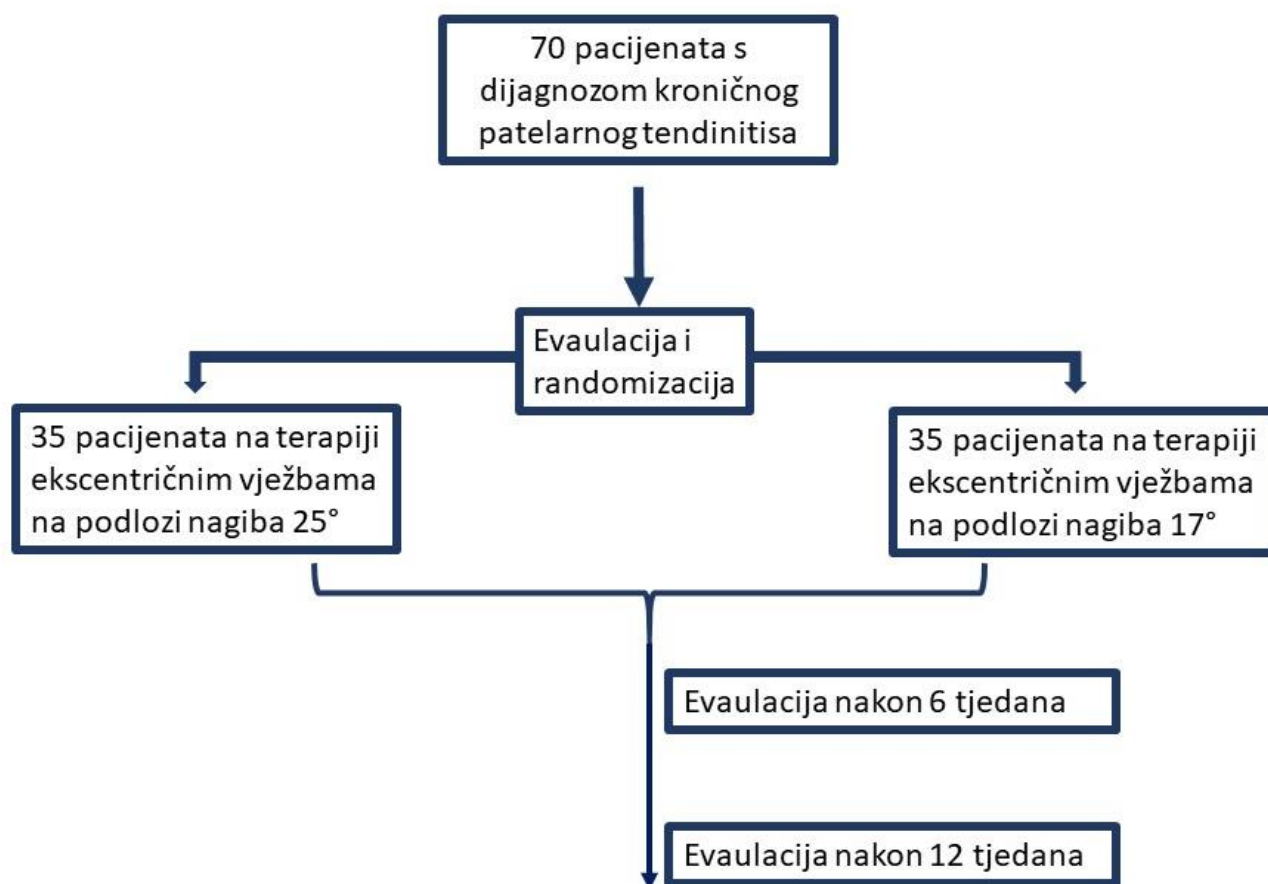 70 pacijenata s
dijagnozom kroničnog
patelarnog tendinitisa
Evaulacija i
randomizacija
35 pacijenata na terapiji
ekscentričnim vježbama
na podlozi nagiba 25°
35 pacijenata na terapiji
ekscentričnim vježbama
na podlozi nagiba 17°
Evaulacija nakon 6 tjedana
Evaulacija nakon 12 tjedana